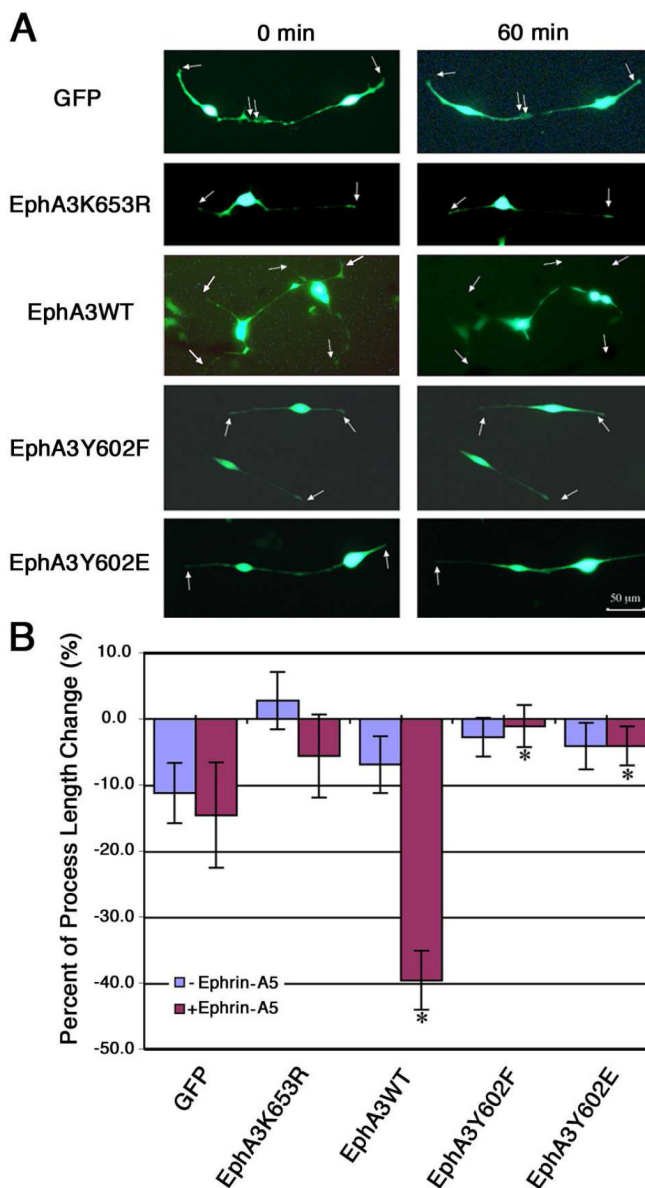 A
0 min 60 min
GFP
EphA3K653R
EphA3WT
EphA3Y602F
EphA3Y602E
50 μm
B
Percent of Process Length Change (%)
10.0
0.0
-10.0
-20.0
-30.0
-40.0
-50.0
- Ephrin-A5
+Ephrin-A5
*
*
*
GFP
EphA3K653R
EphA3WT
EphA3Y602F
EphA3Y602E